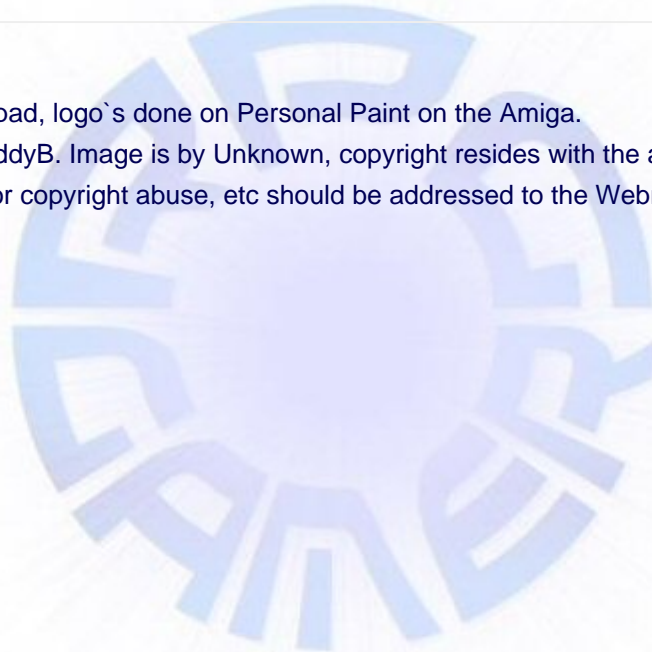 oad, logo`s done on Personal Paint on the Amiga.
ddyB. Image is by Unknown, copyright resides with the a
or copyright abuse, etc should be addressed to the Web